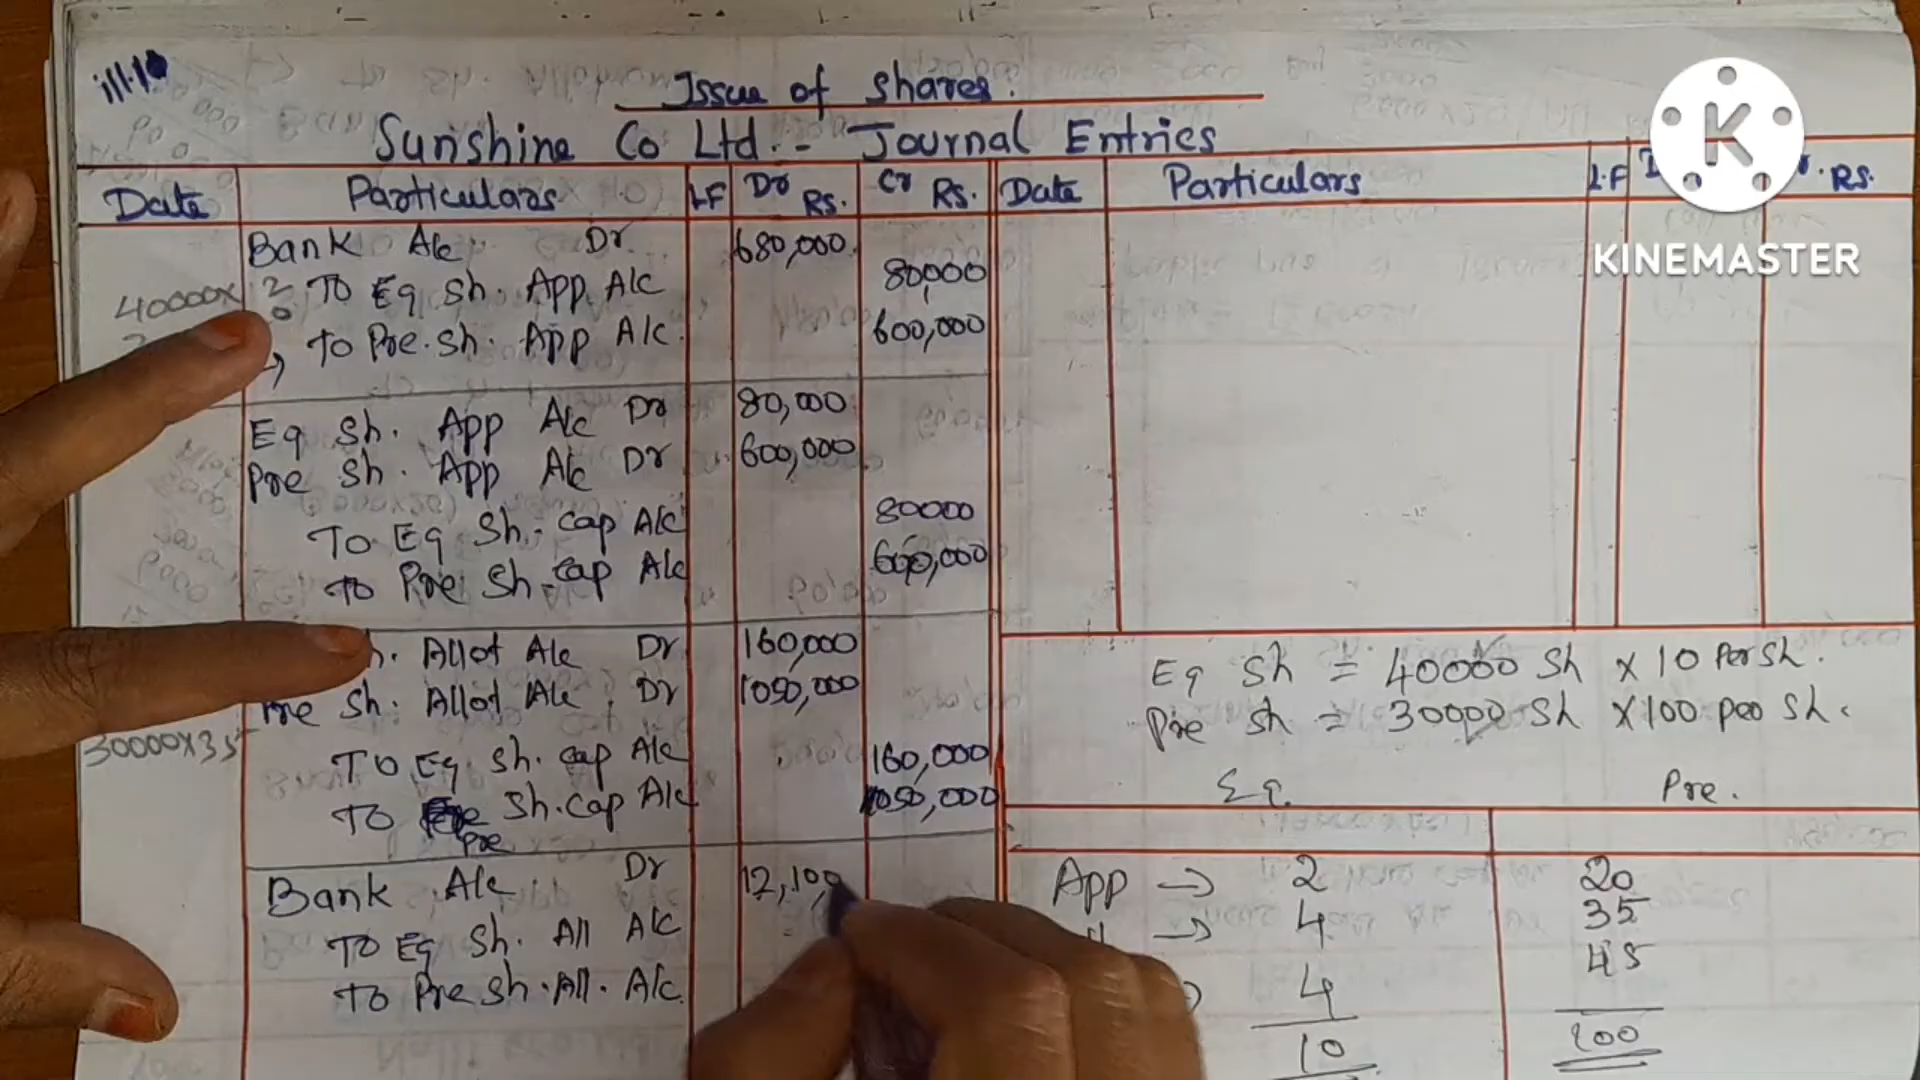 11.10
Issue of shares.
Sunshine Co Ltd. - Journal Entries
Date Particulars LF Dr Rs. Cr Rs. Date Particulars L.F Rs.
Bank A/c Dr 680,000
40000x 2 To Eq Sh. App A/c 80,000
To Pre.Sh. App A/c. 600,000
Eq Sh. App A/c Dr 80,000
Pre Sh. App A/c Dr 600,000
To Eq Sh. cap A/c 80000
To Pre Sh. cap A/c 600,000
h. Allot A/c Dr 160,000
Pre Sh. Allot A/c Dr 1050,000
30000x35 To Eq Sh. cap A/c 160,000
To Pre Sh.cap A/c 1050,000
Bank A/c Dr 12,100
To Eq Sh. All A/c
To Pre Sh.All. A/c
Eq Sh = 40000 Sh x 10 Per Sh.
Pre Sh = 30000 Sh x 100 per Sh.
Eq. Pre.
App → 2 20
→ 4 35
4 45
10 100
K
KINEMASTER